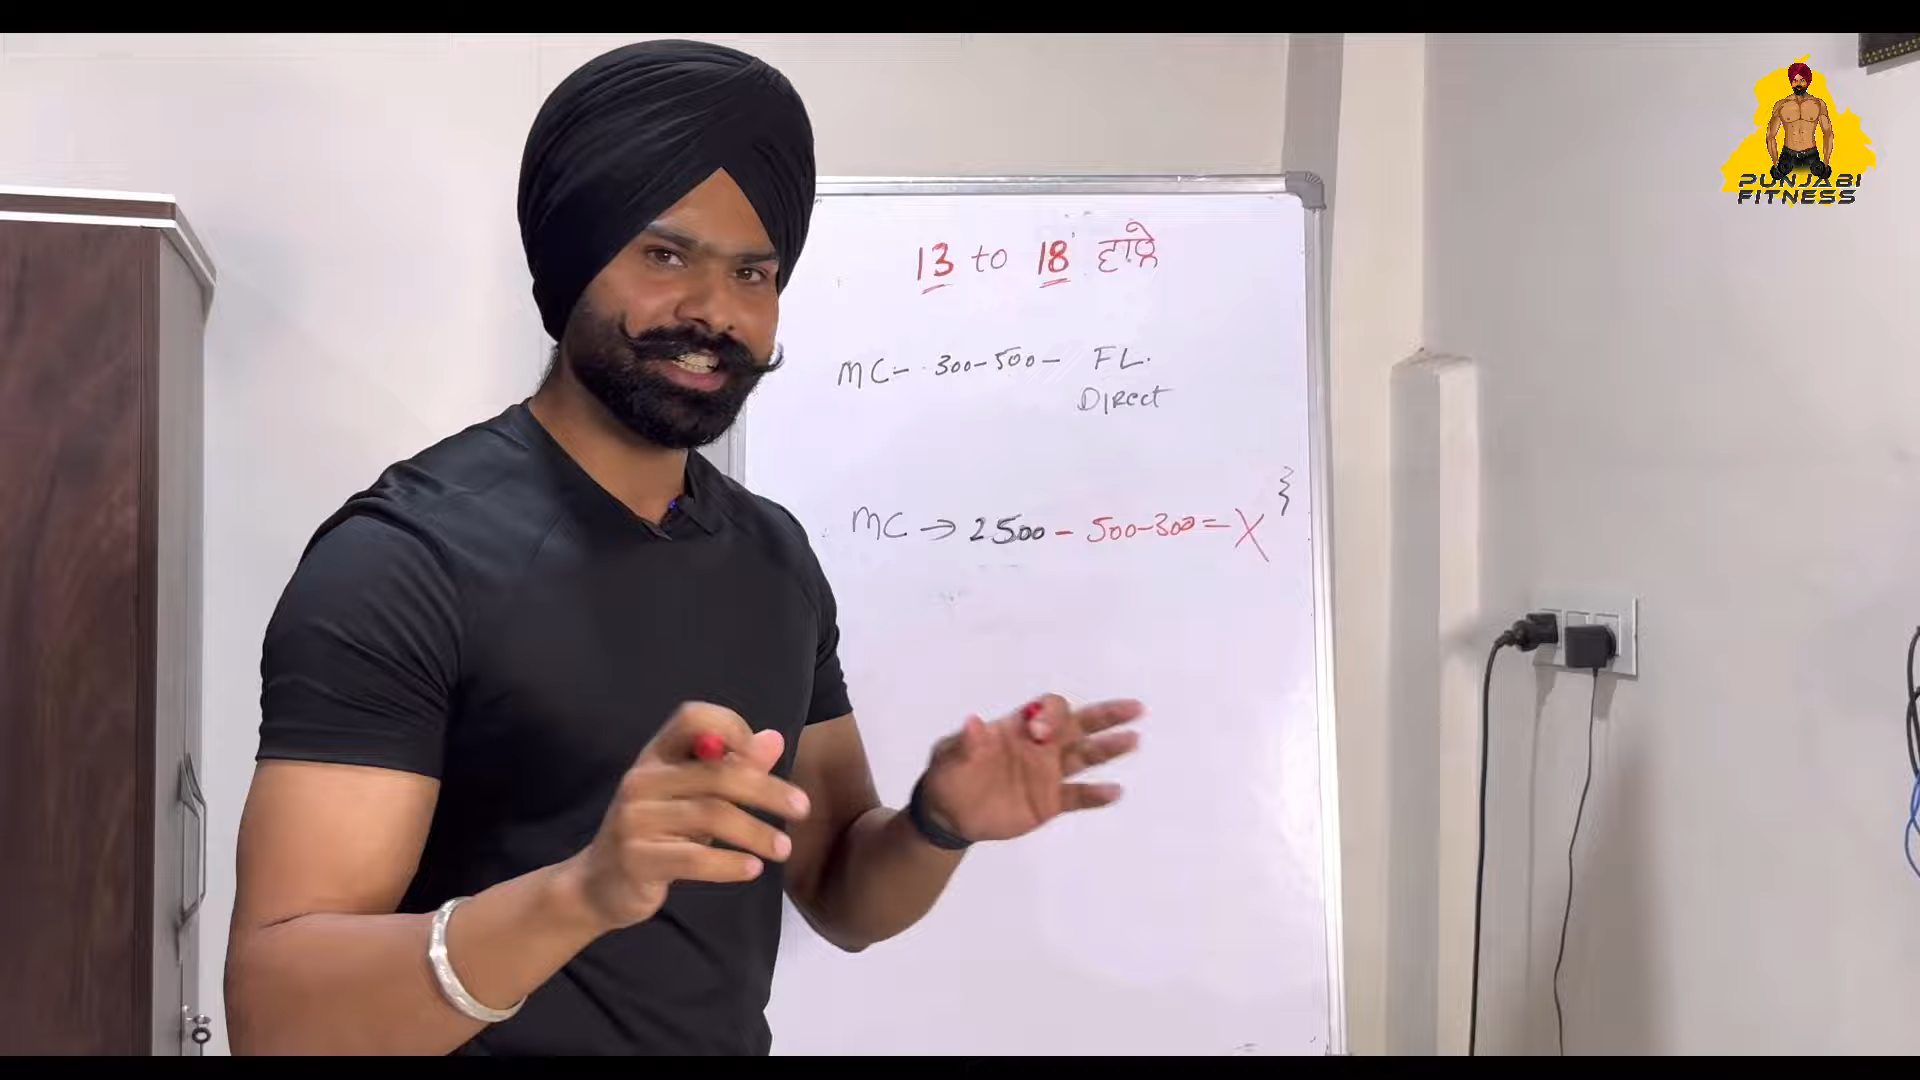 13 to 18 ਵਾਲੇ
MC - 300-500 - FL.
Direct
MC → 2500 - 500-300 = X }
PUNJABI
FITNESS